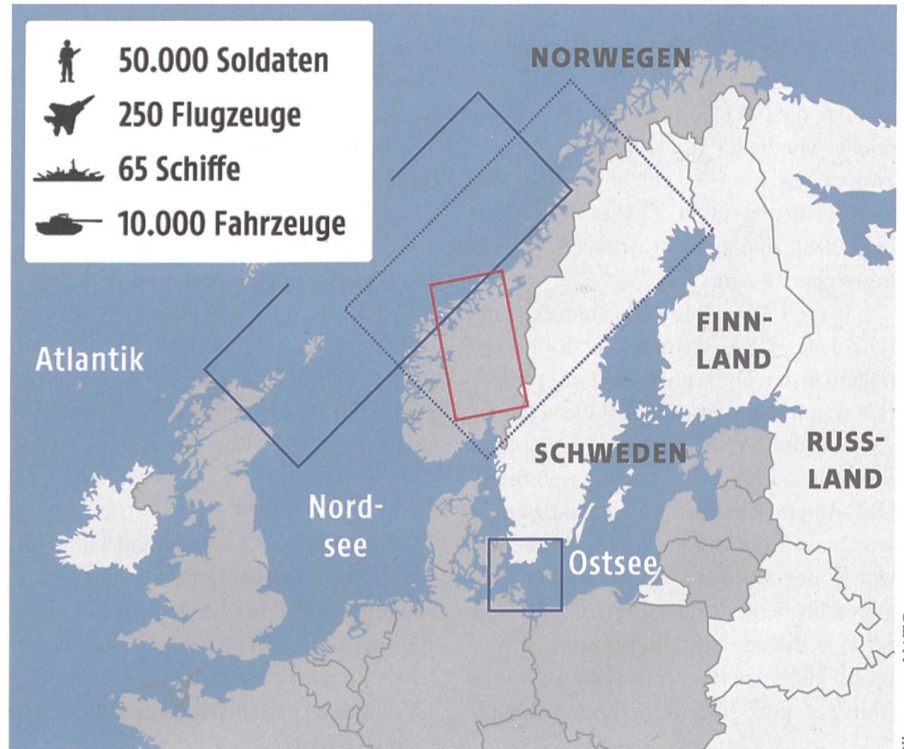 50.000 Soldaten
250 Flugzeuge
65 Schiffe
10.000 Fahrzeuge
NORWEGEN
Atlantik
FINN-
LAND
SCHWEDEN
RUSS-
LAND
Nord-
see
Ostsee